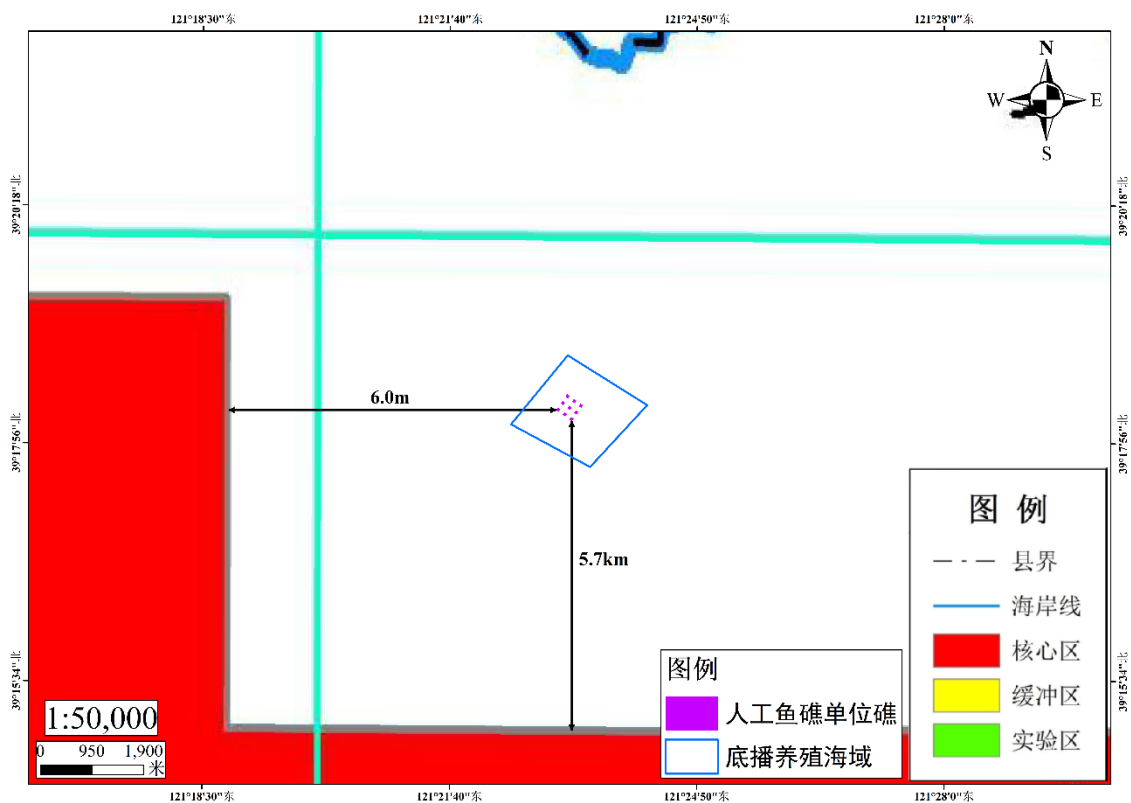 121°18'30"东 121°21'40"东 121°24'50"东 121°28'0"东
N
W E
S
39°20'18"北 39°20'18"北
6.0m
39°17'56"北 39°17'56"北
5.7km
图 例
县界
海岸线
核心区
缓冲区
实验区
图例
人工鱼礁单位礁
底播养殖海域
39°15'34"北 39°15'34"北
1:50,000
0 950 1,900
米
121°18'30"东 121°21'40"东 121°24'50"东 121°28'0"东